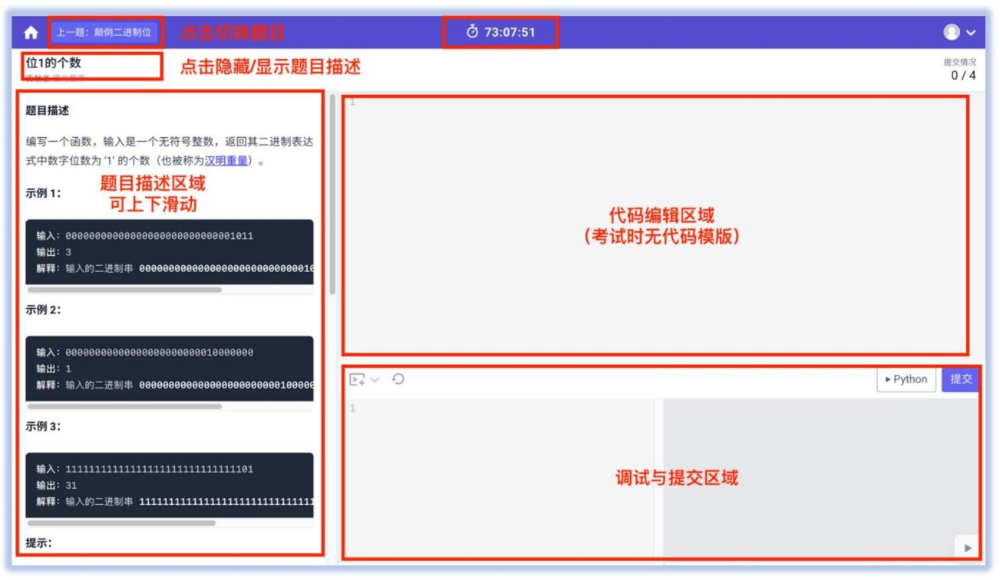 上一题：颠倒二进制位
点击切换题目
73:07:51
位1的个数
点击隐藏/显示题目描述
提交情况
0 / 4
题目描述
编写一个函数，输入是一个无符号整数，返回其二进制表达
式中数字位数为 '1' 的个数（也被称为汉明重量）。
题目描述区域
可上下滑动
示例 1：
输入：00000000000000000000000000001011
输出：3
解释：输入的二进制串
示例 2：
输入：00000000000000000000000010000000
输出：1
解释：输入的二进制串
示例 3：
输入：11111111111111111111111111111101
输出：31
解释：输入的二进制串
提示：
1
代码编辑区域
（考试时无代码模版）
Python
提交
1
调试与提交区域